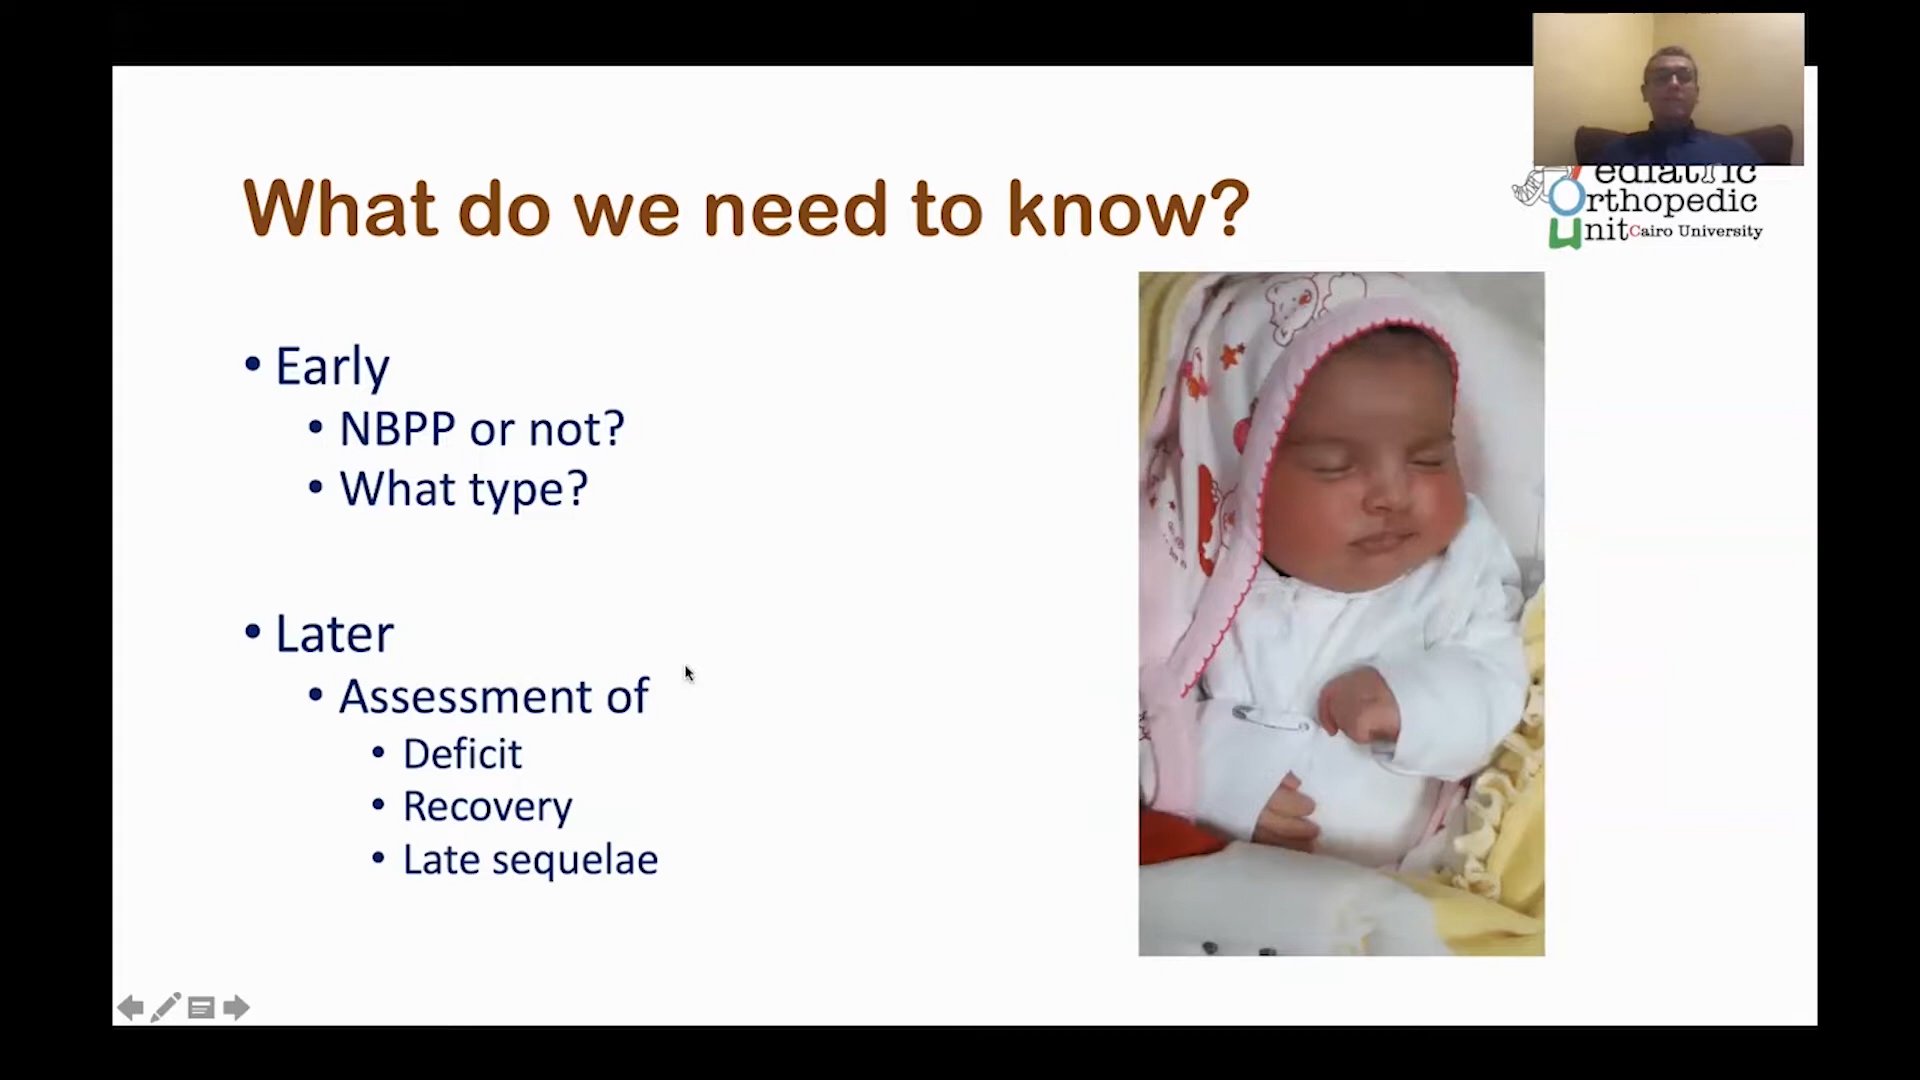 What do we need to know?
ediatric
Orthopedic
Unit Cairo University
• Early
• NBPP or not?
• What type?
• Later
• Assessment of
• Deficit
• Recovery
• Late sequelae